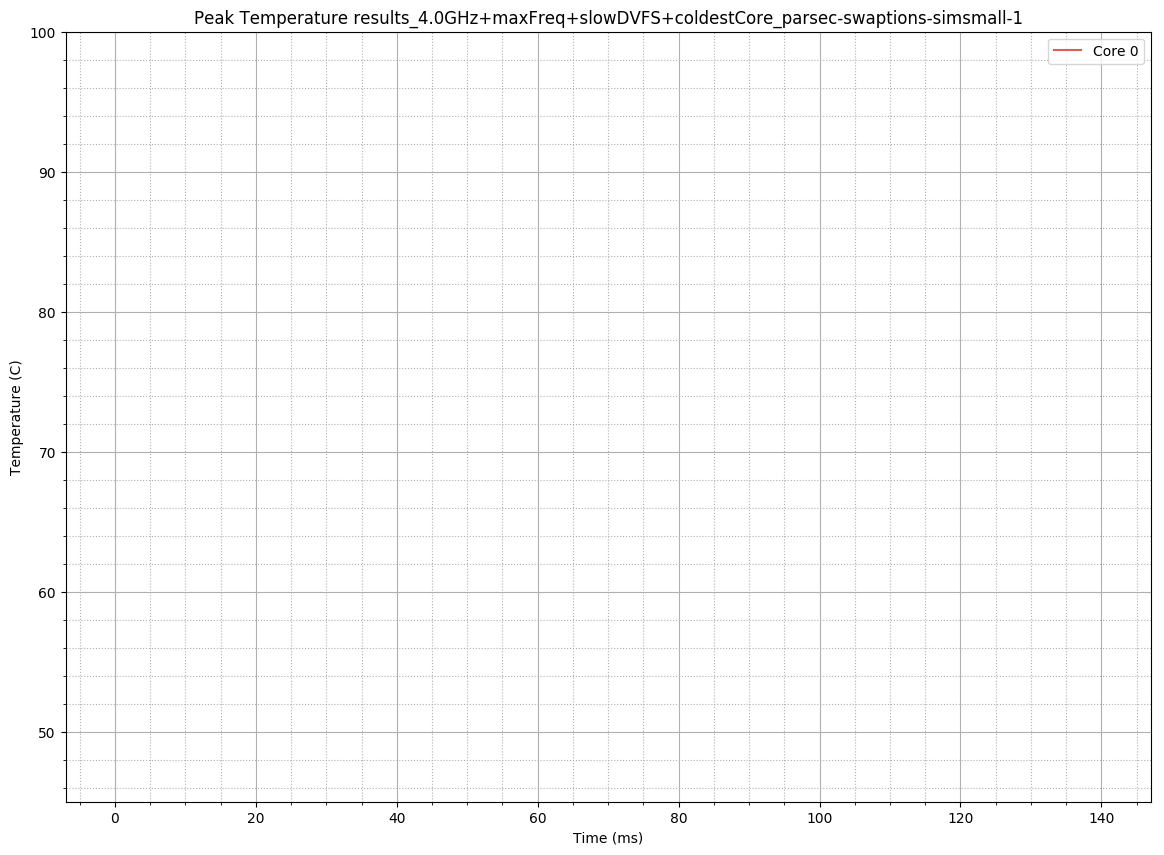 Peak Temperature results_4.0GHz+maxFreq+slowDVFS+coldestCore_parsec-swaptions-simsmall-1
Core 0
100
90
80
70
60
50
Temperature (C)
0 20 40 60 80 100 120 140
Time (ms)